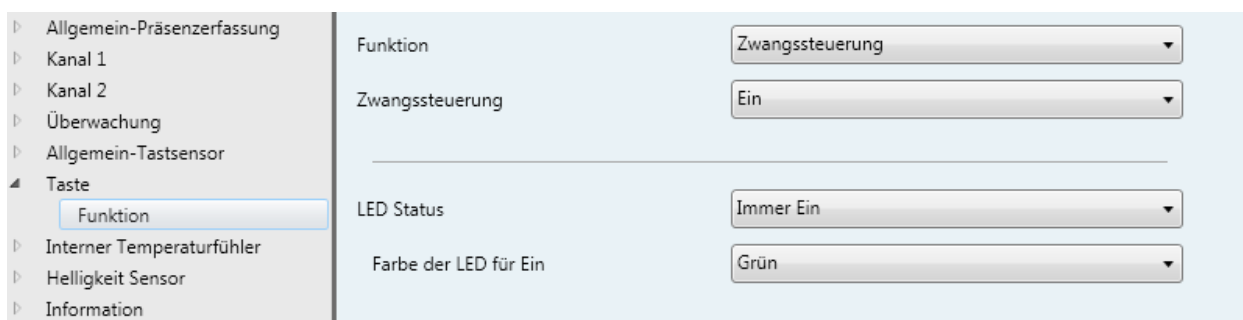 Allgemein-Präsenzerfassung
Kanal 1
Kanal 2
Überwachung
Allgemein-Tastsensor
Taste
Funktion
Interner Temperaturfühler
Helligkeit Sensor
Information
Funktion Zwangssteuerung
Zwangssteuerung Ein
LED Status Immer Ein
Farbe der LED für Ein Grün